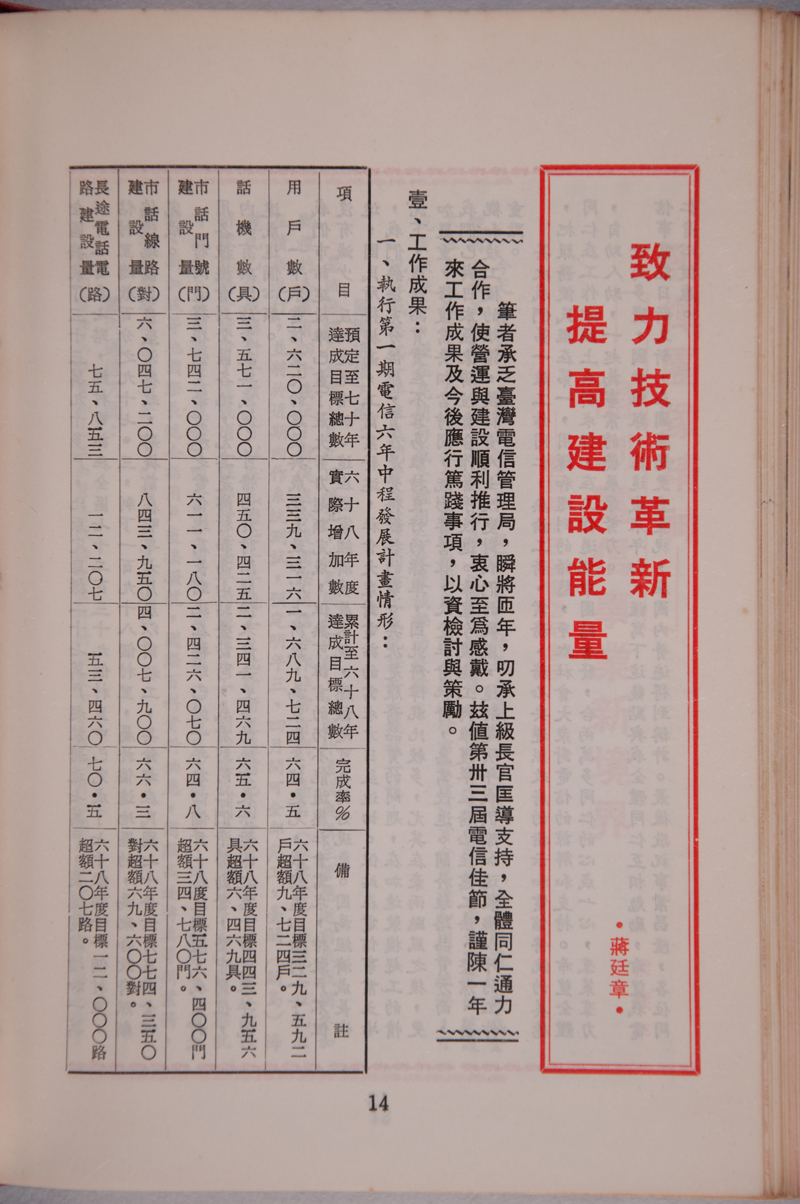 致力技術革新
提高建設能量
•蔣廷章•
筆者承乏臺灣電信管理局，瞬將匝年，叨承上級長官匡導支持，全體同仁通力
合作，使營運與建設順利推行，衷心至爲感戴。茲值第卅三屆電信佳節，謹陳一年
來工作成果及今後應行篤踐事項，以資檢討與策勵。
壹、工作成果：
一、執行第一期電信六年中程發展計畫情形：
項目
預定至七十年
達成目標總數
六十八年度
實際增加數
累計至六十八年
達成目標總數
完成率%
備註
用戶數(戶)
二、六二〇、〇〇〇
三三九、三一六
一、六八九、七二四
六四•五
六十八年度目標三二九、五九二
戶超額九、七二四戶。
話機數(具)
三、五七一、〇〇〇
四五〇、四二五
二、三四一、四六九
六五•六
六十八年度目標四四三、九五六
具超額六、四六九具。
市話門號
建設量(門)
三、七四二、〇〇〇
六一一、一八〇
二、四二六、〇七〇
六四•八
六十八年度目標五七六、四〇〇門
超額三四、七八〇門。
市話線路
建設量(對)
六、〇四七、二〇〇
八四三、九五〇
四、〇〇七、九〇〇
六六•三
六十八年度目標七七四、三五〇
對超額六九、六〇〇對。
長途電話電
路建設量(路)
七五、八五三
一二、二〇七
五三、四六〇
七〇•五
六十八年度目標一二、〇〇〇路
超額二〇七路。
14